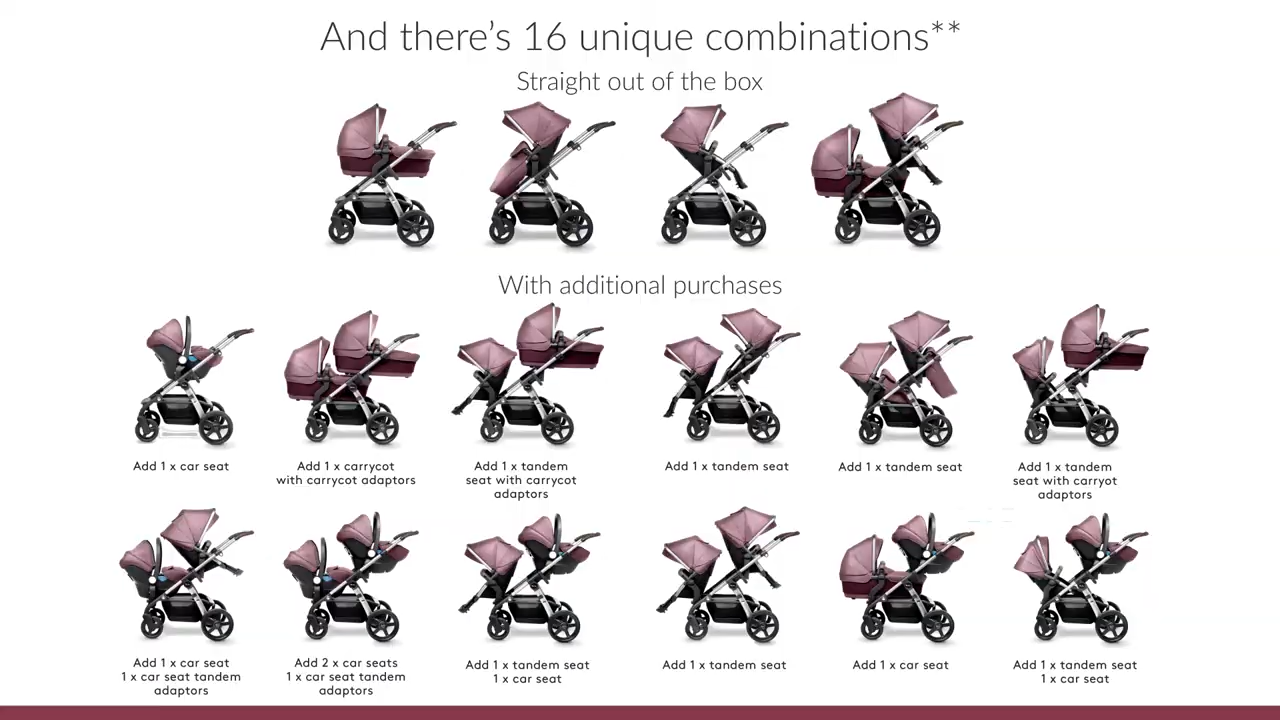 And there's 16 unique combinations**
Straight out of the box
With additional purchases
Add 1 x car seat
Add 1 x carrycot
with carrycot adaptors
Add 1 x tandem
seat with carrycot
adaptors
Add 1 x tandem seat
Add 1 x tandem seat
Add 1 x tandem
seat with carryot
adaptors
Add 1 x car seat
1 x car seat tandem
adaptors
Add 2 x car seats
1 x car seat tandem
adaptors
Add 1 x tandem seat
1 x car seat
Add 1 x tandem seat
Add 1 x car seat
Add 1 x tandem seat
1 x car seat